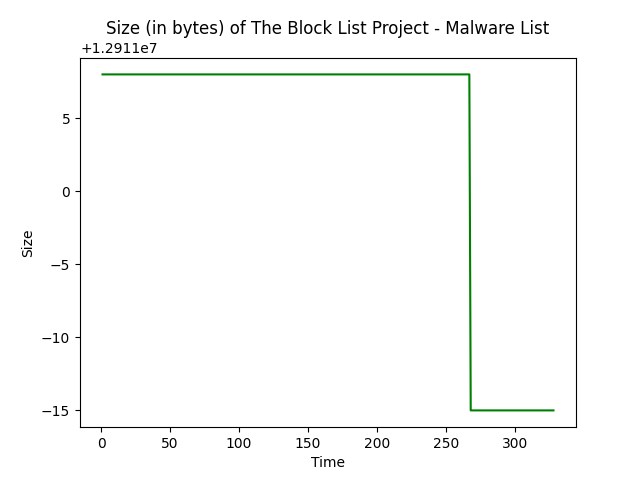 Size (in bytes) of The Block List Project - Malware List
+1.2911e7
5
0
−5
−10
−15
Size
0 50 100 150 200 250 300
Time